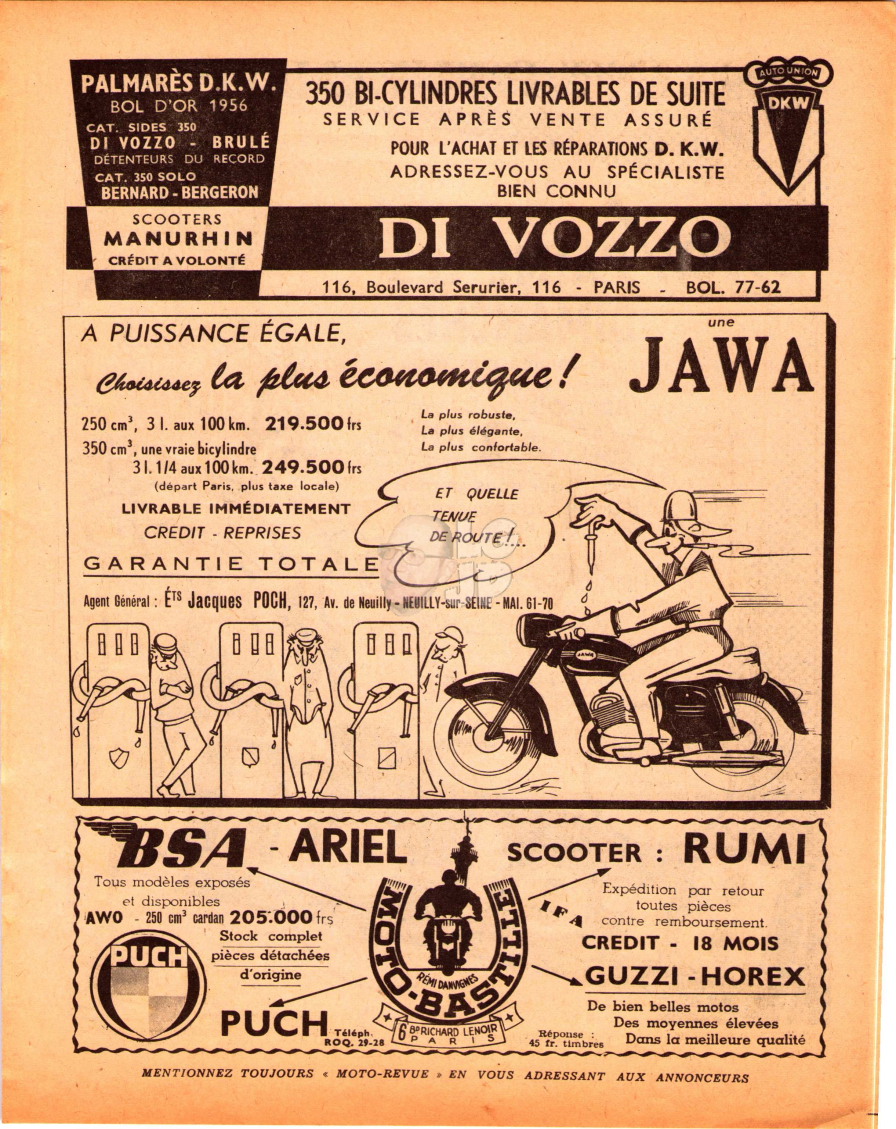 PALMARÈS D.K.W.
BOL D'OR 1956
CAT. SIDES 350
DI VOZZO - BRULÉ
DÉTENTEURS DU RECORD
CAT. 350 SOLO
BERNARD - BERGERON
SCOOTERS
MANURHIN
CRÉDIT A VOLONTÉ
350 BI-CYLINDRES LIVRABLES DE SUITE
SERVICE APRÈS VENTE ASSURÉ
POUR L'ACHAT ET LES RÉPARATIONS D. K.W.
ADRESSEZ-VOUS AU SPÉCIALISTE
BIEN CONNU
AUTO UNION
DKW
DI VOZZO
116, Boulevard Serurier, 116 - PARIS - BOL. 77-62
A PUISSANCE ÉGALE,
une
JAWA
Choisissez la plus économique !
250 cm³, 3 l. aux 100 km. 219.500 frs
350 cm³, une vraie bicylindre
3 l. 1/4 aux 100 km. 249.500 frs
(départ Paris, plus taxe locale)
LIVRABLE IMMÉDIATEMENT
CREDIT - REPRISES
GARANTIE TOTALE
La plus robuste,
La plus élégante,
La plus confortable.
ET QUELLE
TENUE
DE ROUTE !...
LC
JP
Agent Général : Éts Jacques POCH, 127, Av. de Neuilly - NEUILLY-sur-SEINE - MAI. 61-70
JAWA
BSA - ARIEL
Tous modèles exposés
et disponibles
AWO - 250 cm³ cardan 205.000 frs
Stock complet
pièces détachées
d'origine
PUCH
PUCH
Téléph.
ROQ. 29-28
MOTO-BASTILLE
RÉMI DANVIGNES
6 Bd RICHARD LENOIR
PARIS
SCOOTER : RUMI
Expédition par retour
toutes pièces
contre remboursement.
IFA
CREDIT - 18 MOIS
GUZZI - HOREX
De bien belles motos
Des moyennes élevées
Dans la meilleure qualité
Réponse :
45 fr. timbres
MENTIONNEZ TOUJOURS « MOTO-REVUE » EN VOUS ADRESSANT AUX ANNONCEURS